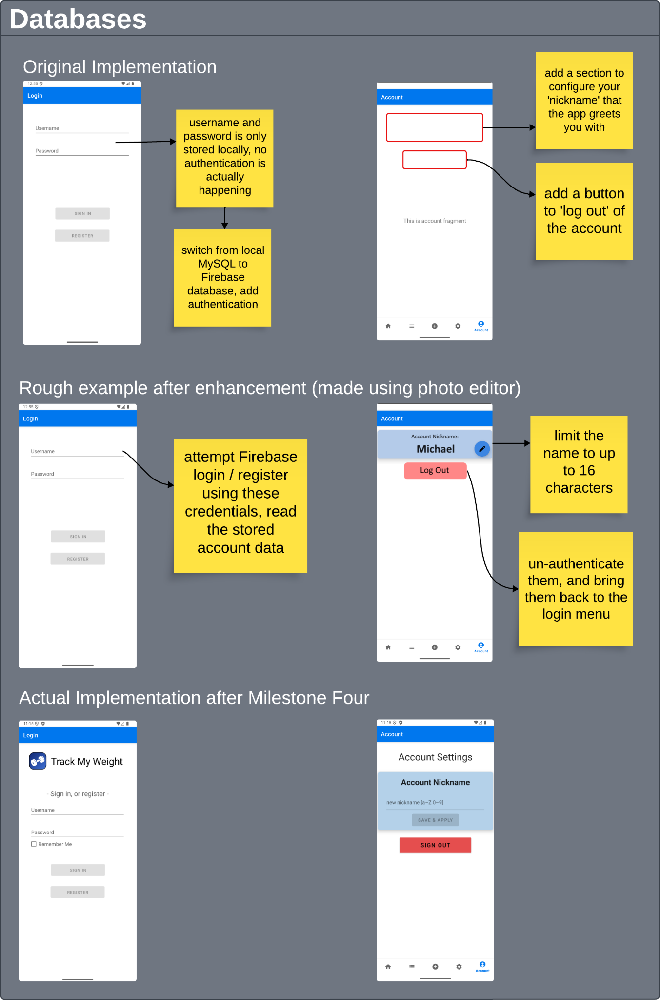 Databases
Original Implementation
12:55
Login
Username
Password
SIGN IN
REGISTER
username and
password is only
stored locally, no
authentication is
actually
happening
switch from local
MySQL to
Firebase
database, add
authentication
Account
This is account fragment
Account
add a section to
configure your
'nickname' that
the app greets
you with
add a button
to 'log out' of
the account
Rough example after enhancement (made using photo editor)
12:55
Login
Username
Password
SIGN IN
REGISTER
attempt Firebase
login / register
using these
credentials, read
the stored
account data
Account
Account Nickname:
Michael
Log Out
Account
limit the
name to up
to 16
characters
un-authenticate
them, and bring
them back to the
login menu
Actual Implementation after Milestone Four
11:15
Login
Track My Weight
- Sign in, or register -
Username
Password
Remember Me
SIGN IN
REGISTER
11:15
Account
Account Settings
Account Nickname
new nickname [a-Z 0-9]
SAVE & APPLY
SIGN OUT
Account